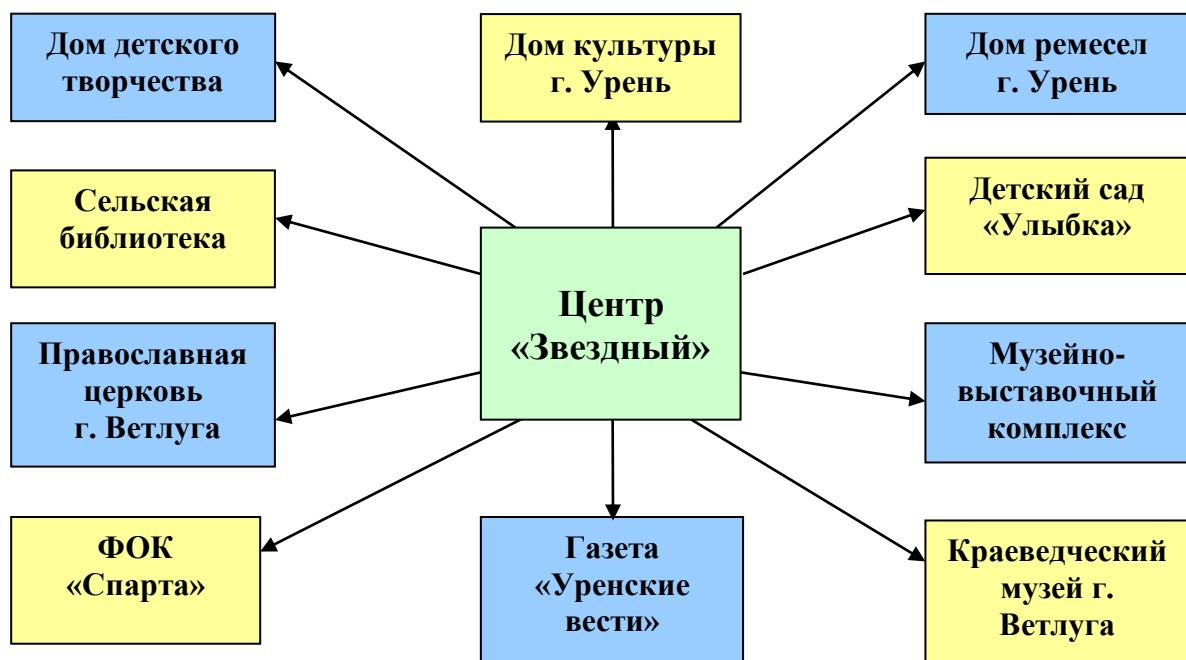 Дом детского
творчества
Дом культуры
г. Урень
Дом ремесел
г. Урень
Сельская
библиотека
Детский сад
«Улыбка»
Центр
«Звездный»
Православная
церковь
г. Ветлуга
Музейно-
выставочный
комплекс
ФОК
«Спарта»
Газета
«Уренские
вести»
Краеведческий
музей г.
Ветлуга